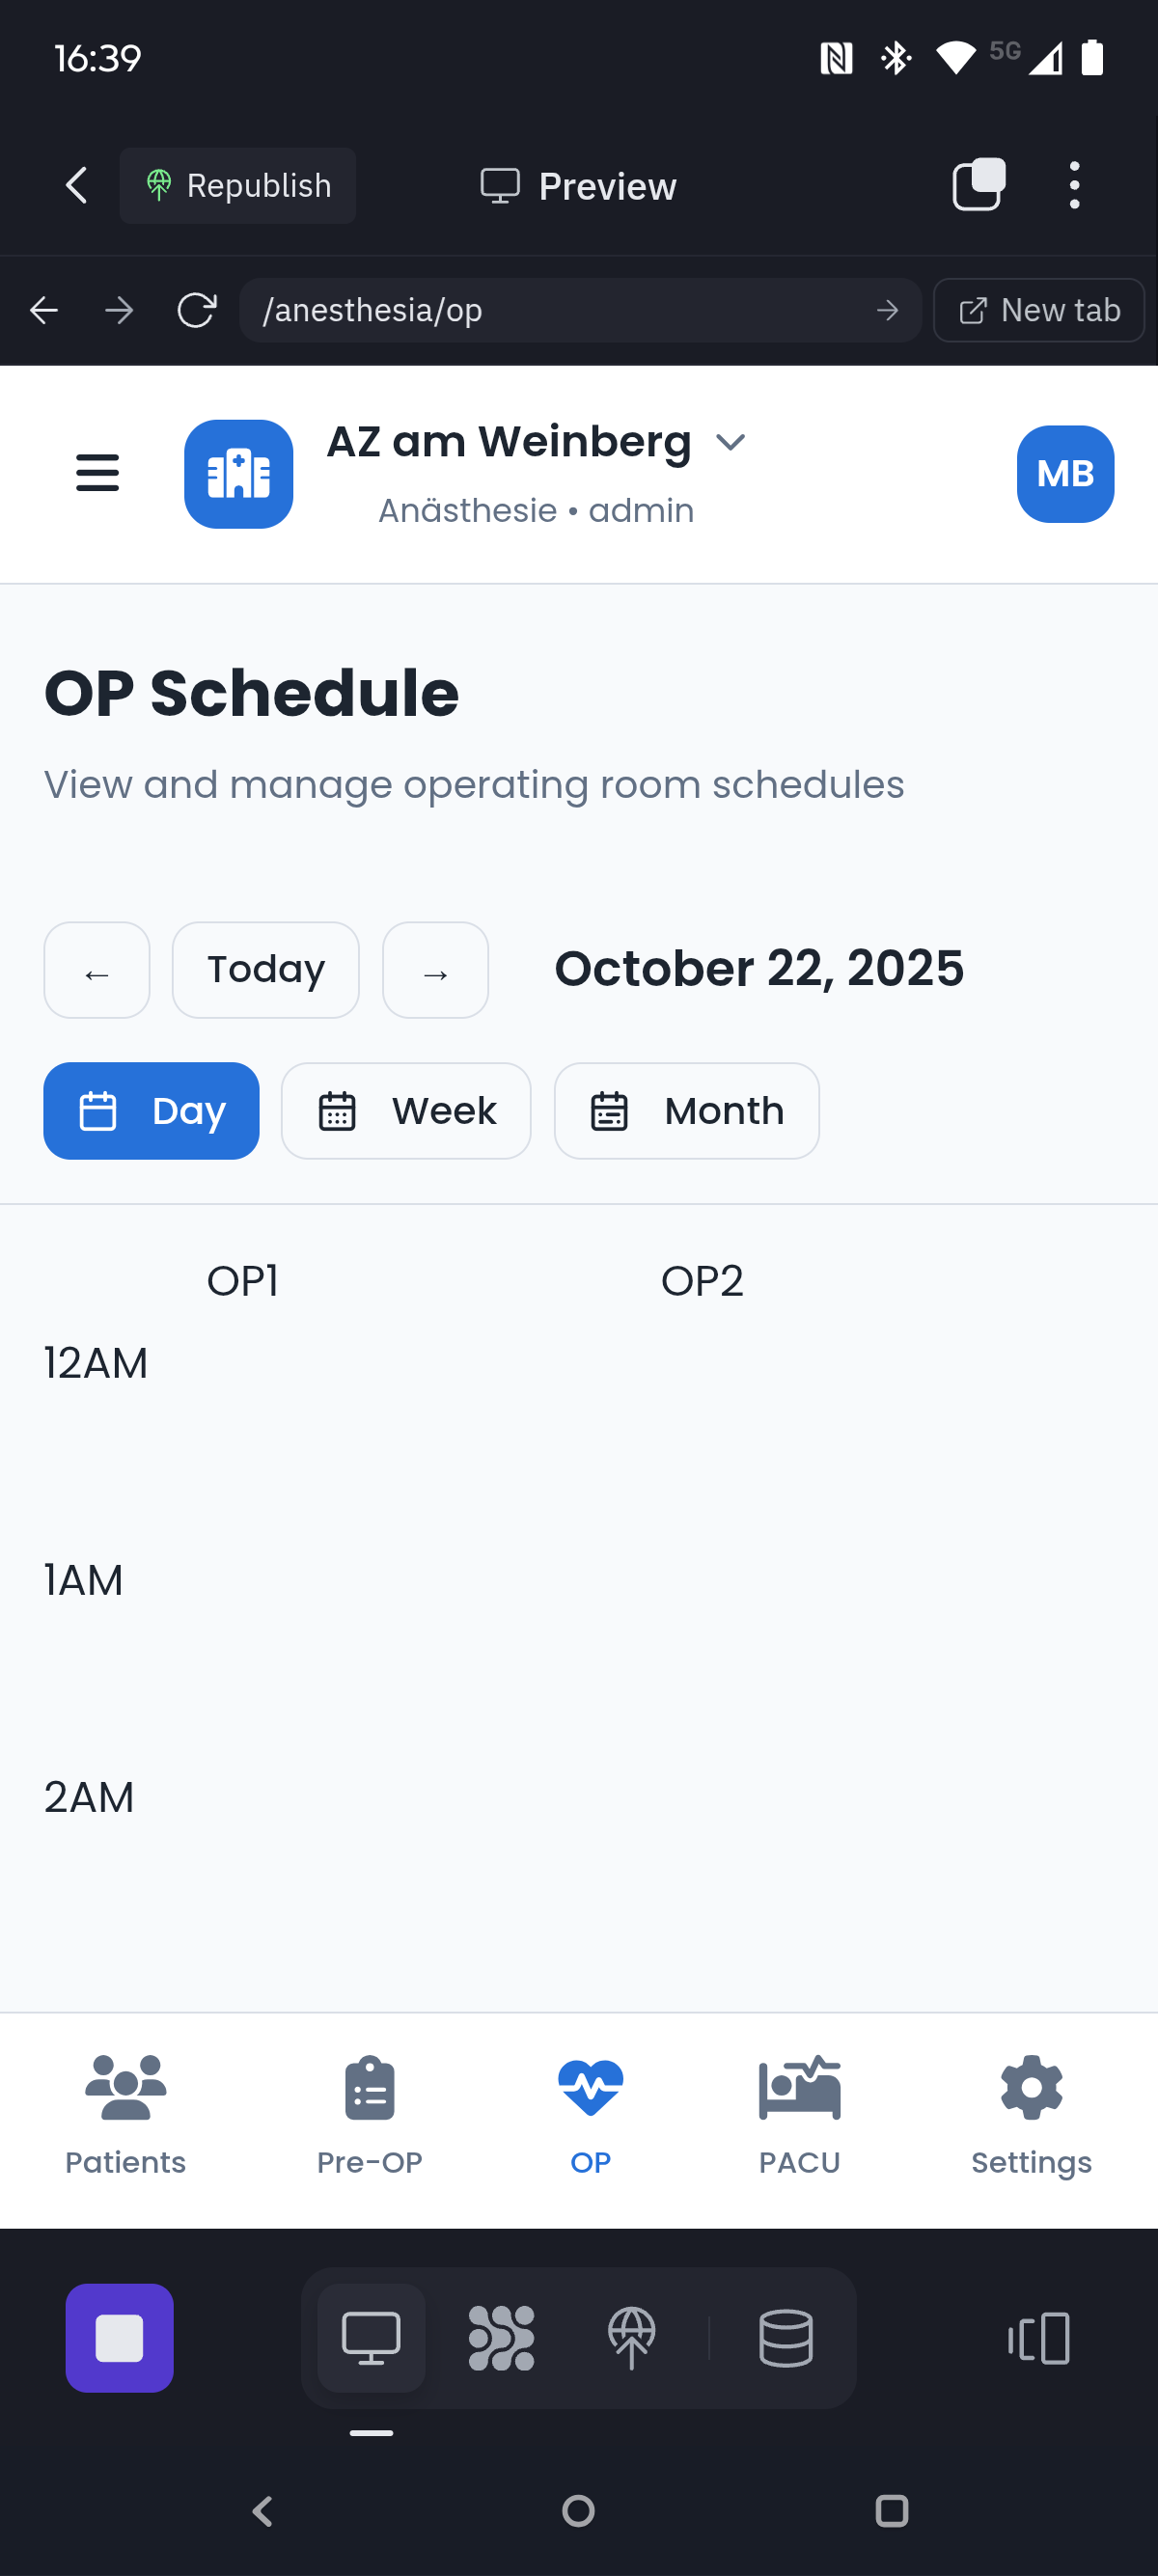 16:39
5G
Republish
Preview
/anesthesia/op
New tab
AZ am Weinberg
Anästhesie • admin
MB
OP Schedule
View and manage operating room schedules
← Today → October 22, 2025
Day Week Month
OP1 OP2
12AM
1AM
2AM
Patients Pre-OP OP PACU Settings